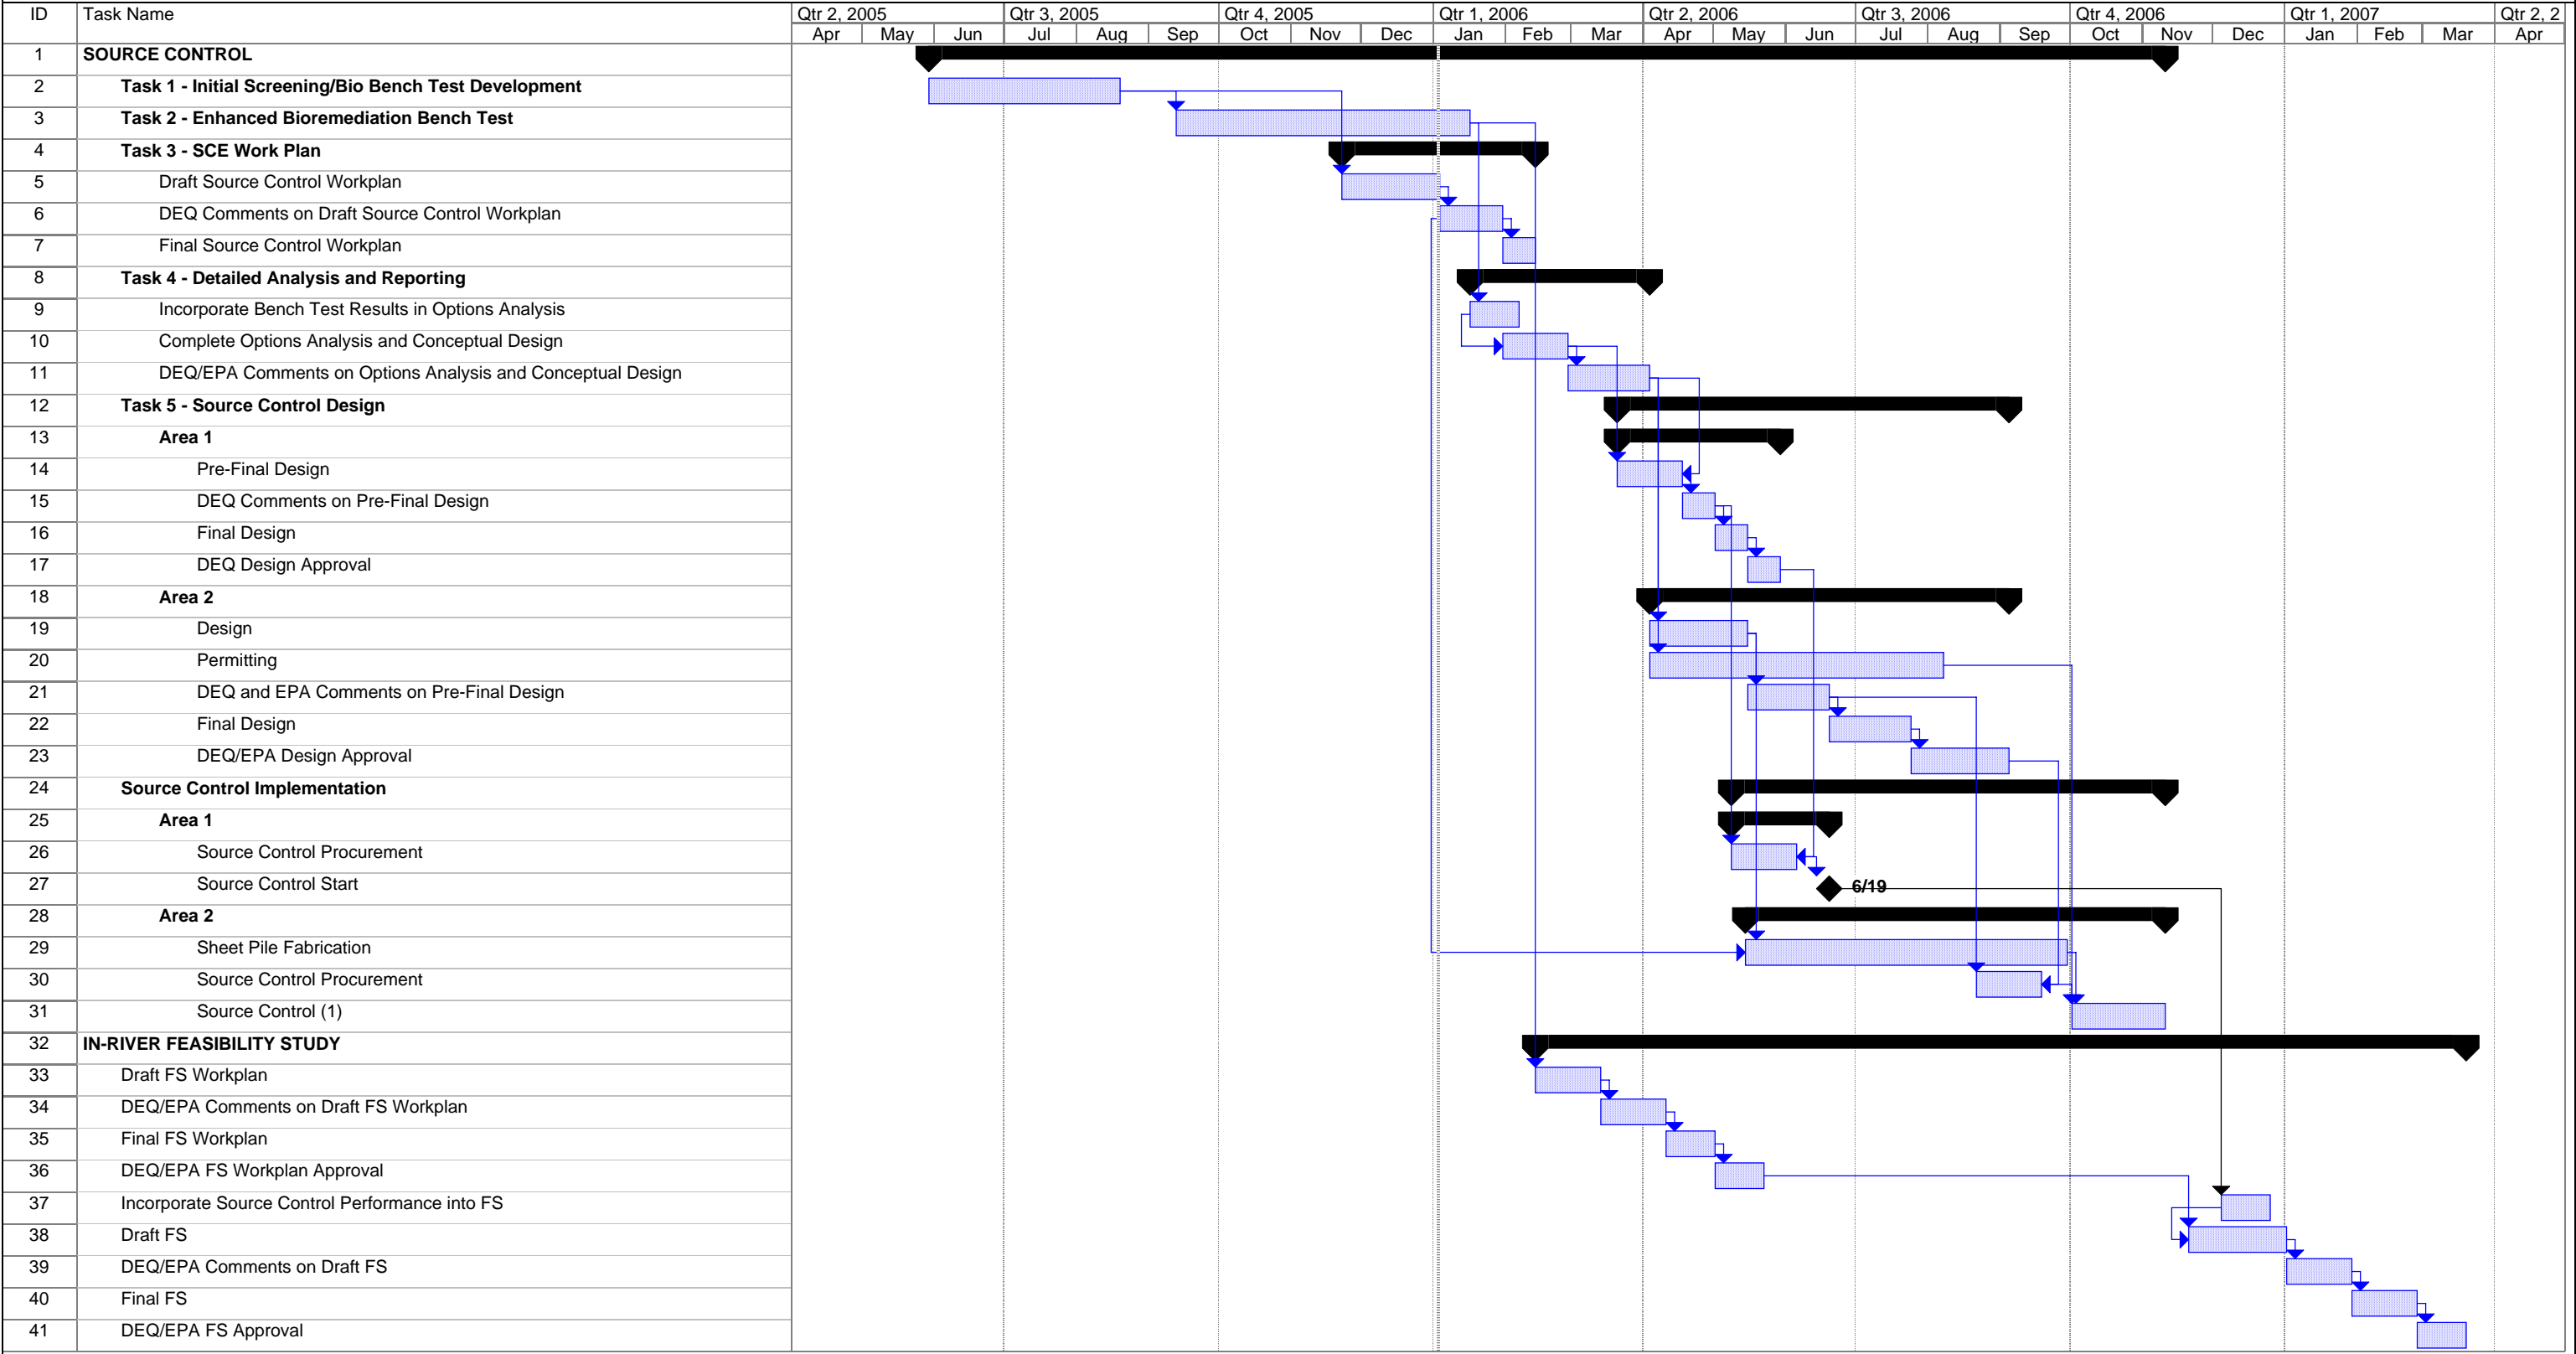 ID Task Name Qtr 2, 2005 Qtr 3, 2005 Qtr 4, 2005 Qtr 1, 2006 Qtr 2, 2006 Qtr 3, 2006 Qtr 4, 2006 Qtr 1, 2007 Qtr 2, 2
Apr May Jun Jul Aug Sep Oct Nov Dec Jan Feb Mar Apr May Jun Jul Aug Sep Oct Nov Dec Jan Feb Mar Apr
1 SOURCE CONTROL
2 Task 1 - Initial Screening/Bio Bench Test Development
3 Task 2 - Enhanced Bioremediation Bench Test
4 Task 3 - SCE Work Plan
5 Draft Source Control Workplan
6 DEQ Comments on Draft Source Control Workplan
7 Final Source Control Workplan
8 Task 4 - Detailed Analysis and Reporting
9 Incorporate Bench Test Results in Options Analysis
10 Complete Options Analysis and Conceptual Design
11 DEQ/EPA Comments on Options Analysis and Conceptual Design
12 Task 5 - Source Control Design
13 Area 1
14 Pre-Final Design
15 DEQ Comments on Pre-Final Design
16 Final Design
17 DEQ Design Approval
18 Area 2
19 Design
20 Permitting
21 DEQ and EPA Comments on Pre-Final Design
22 Final Design
23 DEQ/EPA Design Approval
24 Source Control Implementation
25 Area 1
26 Source Control Procurement
27 Source Control Start 6/19
28 Area 2
29 Sheet Pile Fabrication
30 Source Control Procurement
31 Source Control (1)
32 IN-RIVER FEASIBILITY STUDY
33 Draft FS Workplan
34 DEQ/EPA Comments on Draft FS Workplan
35 Final FS Workplan
36 DEQ/EPA FS Workplan Approval
37 Incorporate Source Control Performance into FS
38 Draft FS
39 DEQ/EPA Comments on Draft FS
40 Final FS
41 DEQ/EPA FS Approval